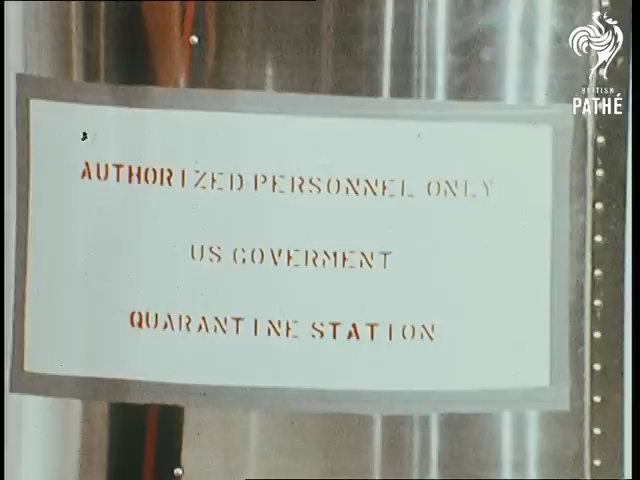 BRITISH
PATHÉ
AUTHORIZED PERSONNEL ONLY
US GOVERMENT
QUARANTINE STATION